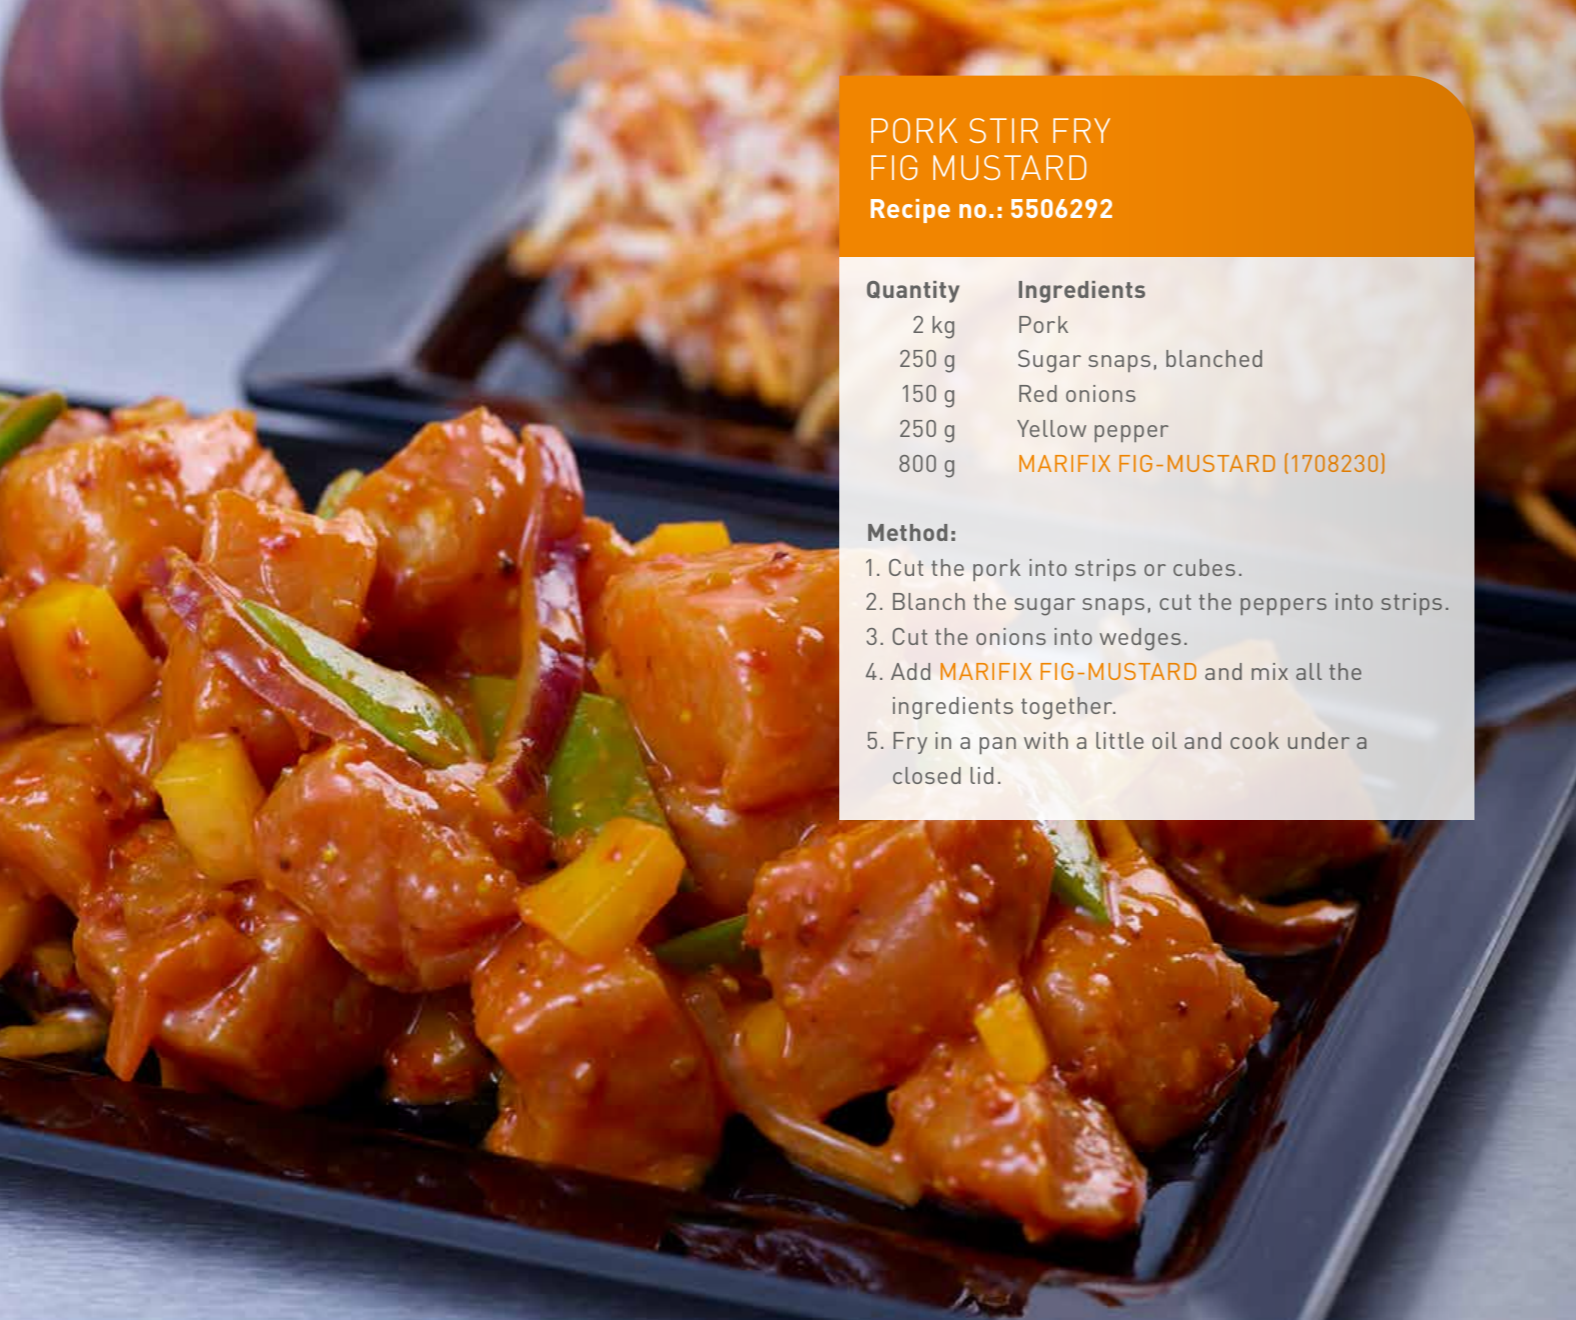 PORK STIR FRY
FIG MUSTARD
Recipe no.: 5506292
Quantity Ingredients
2 kg Pork
250 g Sugar snaps, blanched
150 g Red onions
250 g Yellow pepper
800 g MARIFIX FIG-MUSTARD (1708230)
Method:
1. Cut the pork into strips or cubes.
2. Blanch the sugar snaps, cut the peppers into strips.
3. Cut the onions into wedges.
4. Add MARIFIX FIG-MUSTARD and mix all the
ingredients together.
5. Fry in a pan with a little oil and cook under a
closed lid.